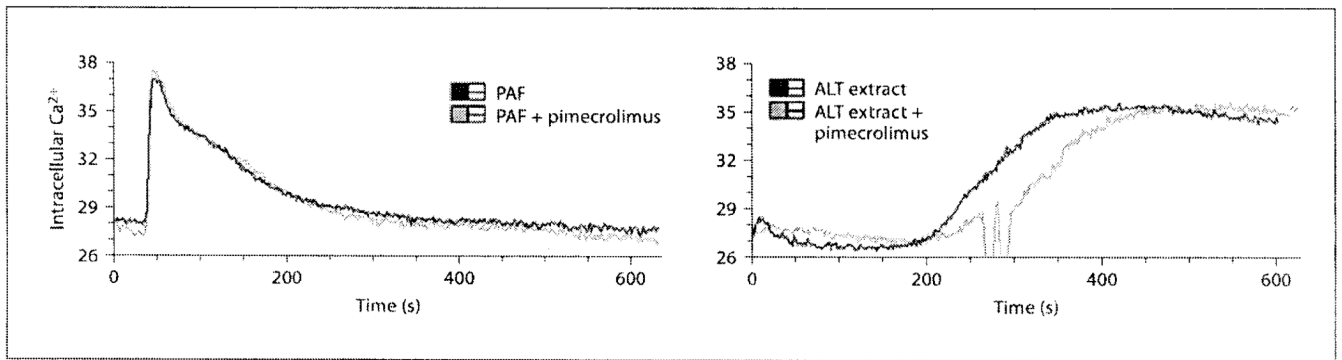 Intracellular Ca²⁺
38
35
32
29
26
0
200
400
600
Time (s)
PAF
PAF + pimecrolimus
38
35
32
29
26
0
200
400
600
Time (s)
ALT extract
ALT extract +
pimecrolimus